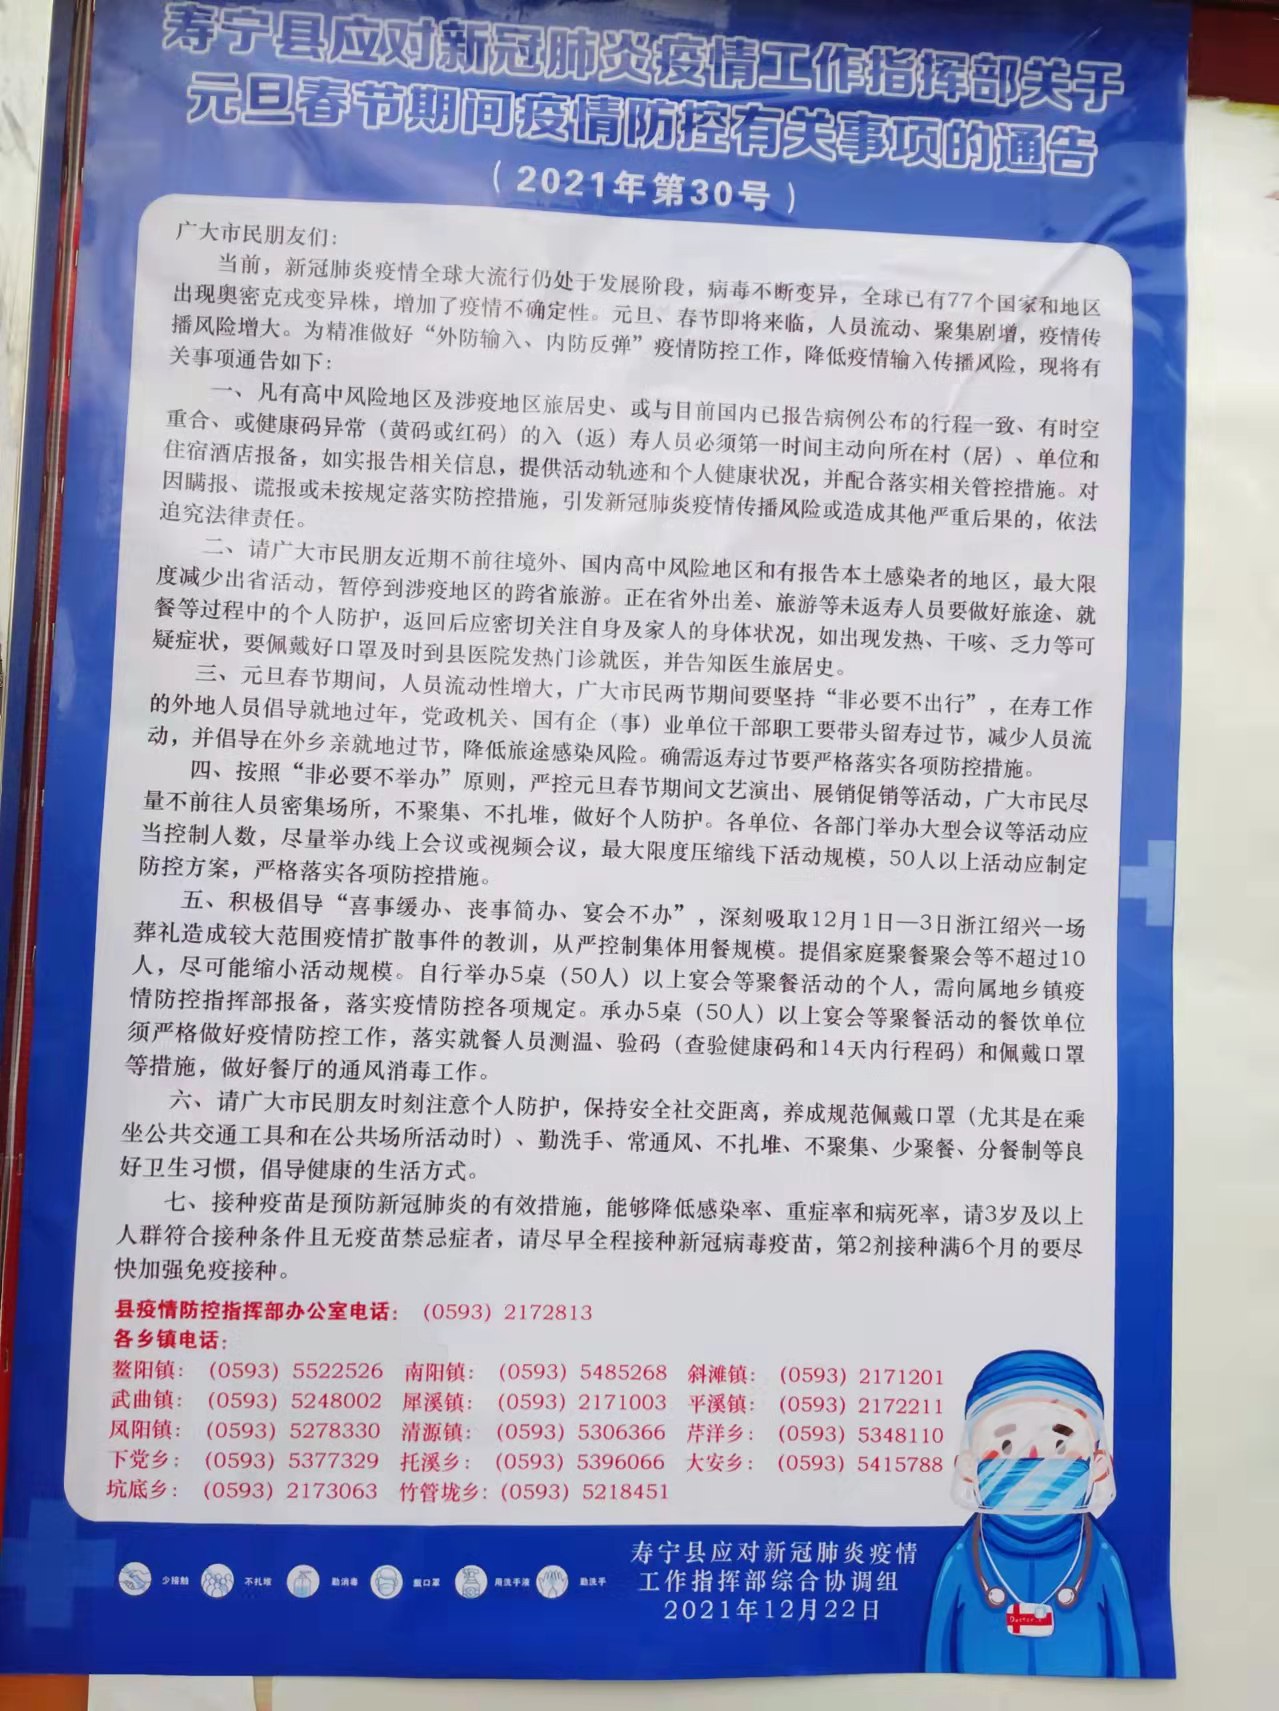 寿宁县应对新冠肺炎疫情工作指挥部关于
元旦春节期间疫情防控有关事项的通告
（2021年第30号）
广大市民朋友们：
当前，新冠肺炎疫情全球大流行仍处于发展阶段，病毒不断变异，全球已有77个国家和地区
出现奥密克戎变异株，增加了疫情不确定性。元旦、春节即将来临，人员流动、聚集剧增，疫情传
播风险增大。为精准做好“外防输入、内防反弹”疫情防控工作，降低疫情输入传播风险，现将有
关事项通告如下：
一、凡有高中风险地区及涉疫地区旅居史、或与目前国内已报告病例公布的行程一致、有时空
重合、或健康码异常（黄码或红码）的入（返）寿人员必须第一时间主动向所在村（居）、单位和
住宿酒店报备，如实报告相关信息，提供活动轨迹和个人健康状况，并配合落实相关管控措施。对
因瞒报、谎报或未按规定落实防控措施，引发新冠肺炎疫情传播风险或造成其他严重后果的，依法
追究法律责任。
二、请广大市民朋友近期不前往境外、国内高中风险地区和有报告本土感染者的地区，最大限
度减少出省活动，暂停到涉疫地区的跨省旅游。正在省外出差、旅游等未返寿人员要做好旅途、就
餐等过程中的个人防护，返回后应密切关注自身及家人的身体状况，如出现发热、干咳、乏力等可
疑症状，要佩戴好口罩及时到县医院发热门诊就医，并告知医生旅居史。
三、元旦春节期间，人员流动性增大，广大市民两节期间要坚持“非必要不出行”，在寿工作
的外地人员倡导就地过年，党政机关、国有企（事）业单位干部职工要带头留寿过节，减少人员流
动，并倡导在外乡亲就地过节，降低旅途感染风险。确需返寿过节要严格落实各项防控措施。
四、按照“非必要不举办”原则，严控元旦春节期间文艺演出、展销促销等活动，广大市民尽
量不前往人员密集场所，不聚集、不扎堆，做好个人防护。各单位、各部门举办大型会议等活动应
当控制人数，尽量举办线上会议或视频会议，最大限度压缩线下活动规模，50人以上活动应制定
防控方案，严格落实各项防控措施。
五、积极倡导“喜事缓办、丧事简办、宴会不办”，深刻吸取12月1日—3日浙江绍兴一场
葬礼造成较大范围疫情扩散事件的教训，从严控制集体用餐规模。提倡家庭聚餐聚会等不超过10
人，尽可能缩小活动规模。自行举办5桌（50人）以上宴会等聚餐活动的个人，需向属地乡镇疫
情防控指挥部报备，落实疫情防控各项规定。承办5桌（50人）以上宴会等聚餐活动的餐饮单位
须严格做好疫情防控工作，落实就餐人员测温、验码（查验健康码和14天内行程码）和佩戴口罩
等措施，做好餐厅的通风消毒工作。
六、请广大市民朋友时刻注意个人防护，保持安全社交距离，养成规范佩戴口罩（尤其是在乘
坐公共交通工具和在公共场所活动时）、勤洗手、常通风、不扎堆、不聚集、少聚餐、分餐制等良
好卫生习惯，倡导健康的生活方式。
七、接种疫苗是预防新冠肺炎的有效措施，能够降低感染率、重症率和病死率，请3岁及以上
人群符合接种条件且无疫苗禁忌症者，请尽早全程接种新冠病毒疫苗，第2剂接种满6个月的要尽
快加强免疫接种。
县疫情防控指挥部办公室电话：（0593）2172813
各乡镇电话：
鳌阳镇：（0593）5522526 南阳镇：（0593）5485268 斜滩镇：（0593）2171201
武曲镇：（0593）5248002 犀溪镇：（0593）2171003 平溪镇：（0593）2172211
凤阳镇：（0593）5278330 清源镇：（0593）5306366 芹洋乡：（0593）5348110
下党乡：（0593）5377329 托溪乡：（0593）5396066 大安乡：（0593）5415788
坑底乡：（0593）2173063 竹管垅乡：（0593）5218451
少接触 不扎堆 勤消毒 戴口罩 用洗手液 勤洗手
寿宁县应对新冠肺炎疫情
工作指挥部综合协调组
2021年12月22日